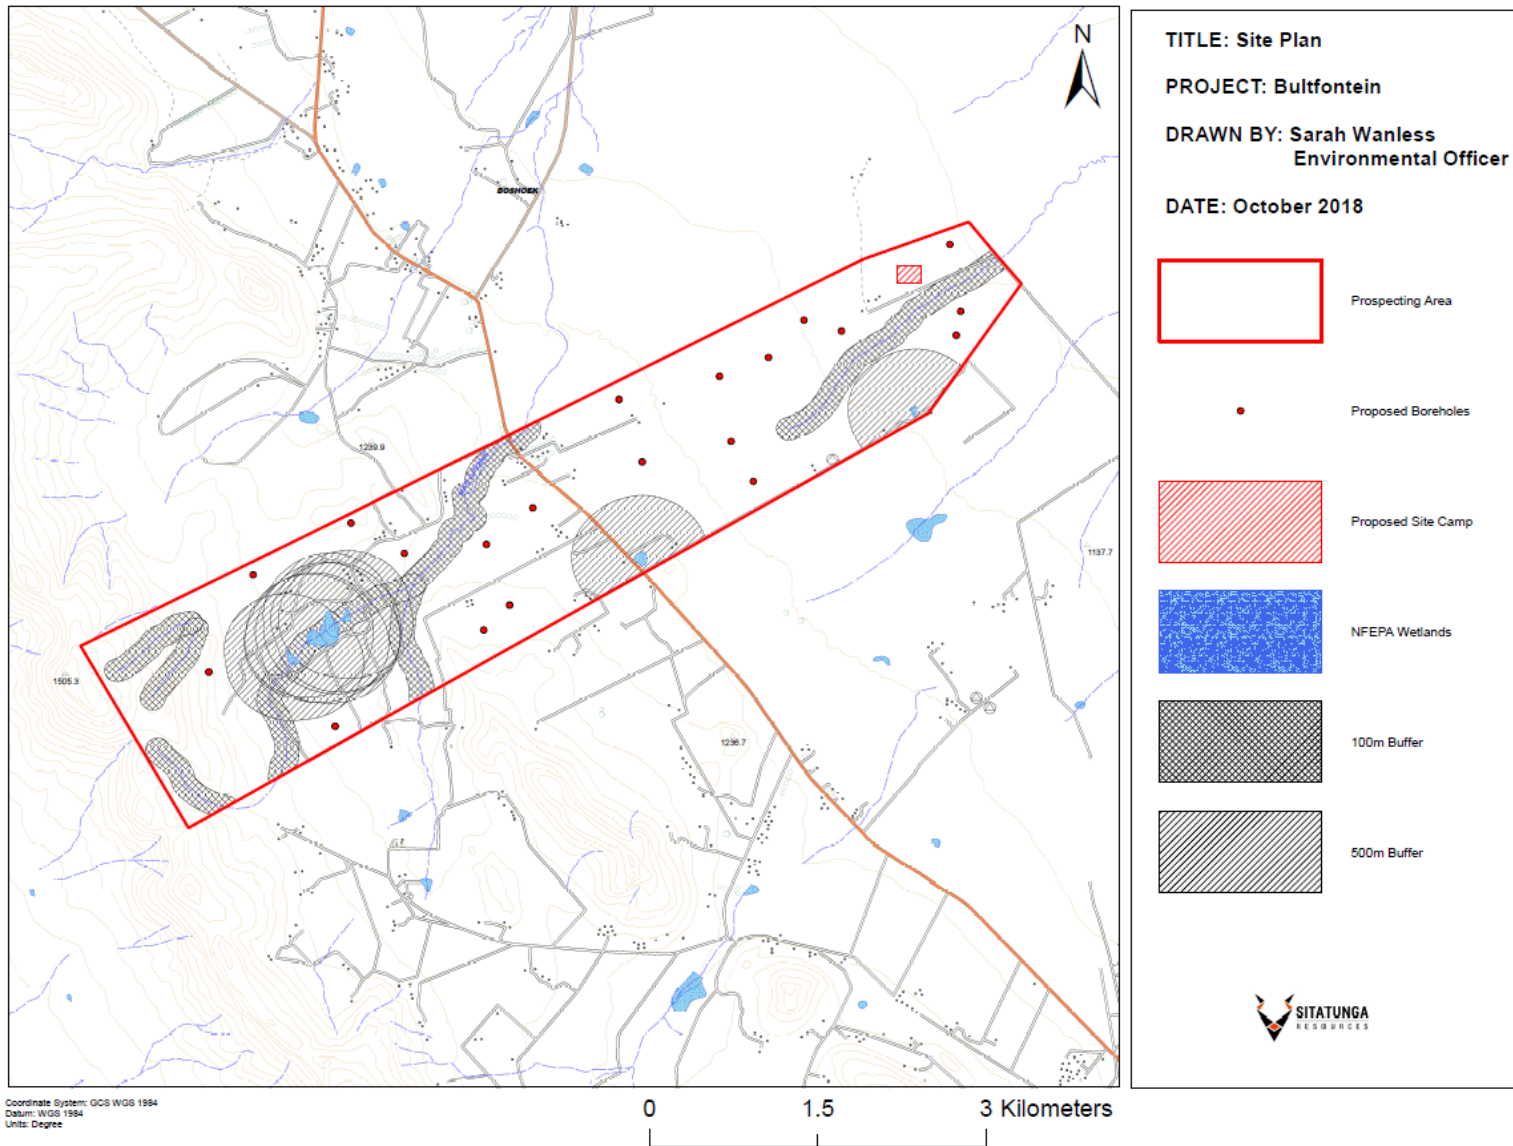 N
BOSHOEK
1239.9
1137.7
1505.3
1236.7
TITLE: Site Plan
PROJECT: Bultfontein
DRAWN BY: Sarah Wanless
Environmental Officer
DATE: October 2018
Prospecting Area
Proposed Boreholes
Proposed Site Camp
NFEPA Wetlands
100m Buffer
500m Buffer
SITATUNGA
RESOURCES
Coordinate System: GCS WGS 1984
Datum: WGS 1984
Units: Degree
0 1.5 3 Kilometers